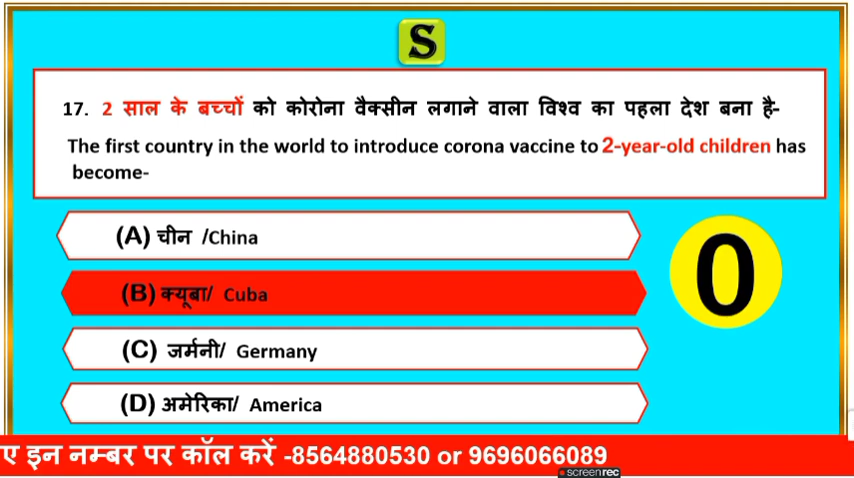 S
17. 2 साल के बच्चों को कोरोना वैक्सीन लगाने वाला विश्व का पहला देश बना है-
The first country in the world to introduce corona vaccine to 2-year-old children has
become-
(A) चीन /China
(B) क्यूबा/ Cuba
(C) जर्मनी/ Germany
(D) अमेरिका/ America
0
ए इन नम्बर पर कॉल करें -8564880530 or 9696066089
screenrec